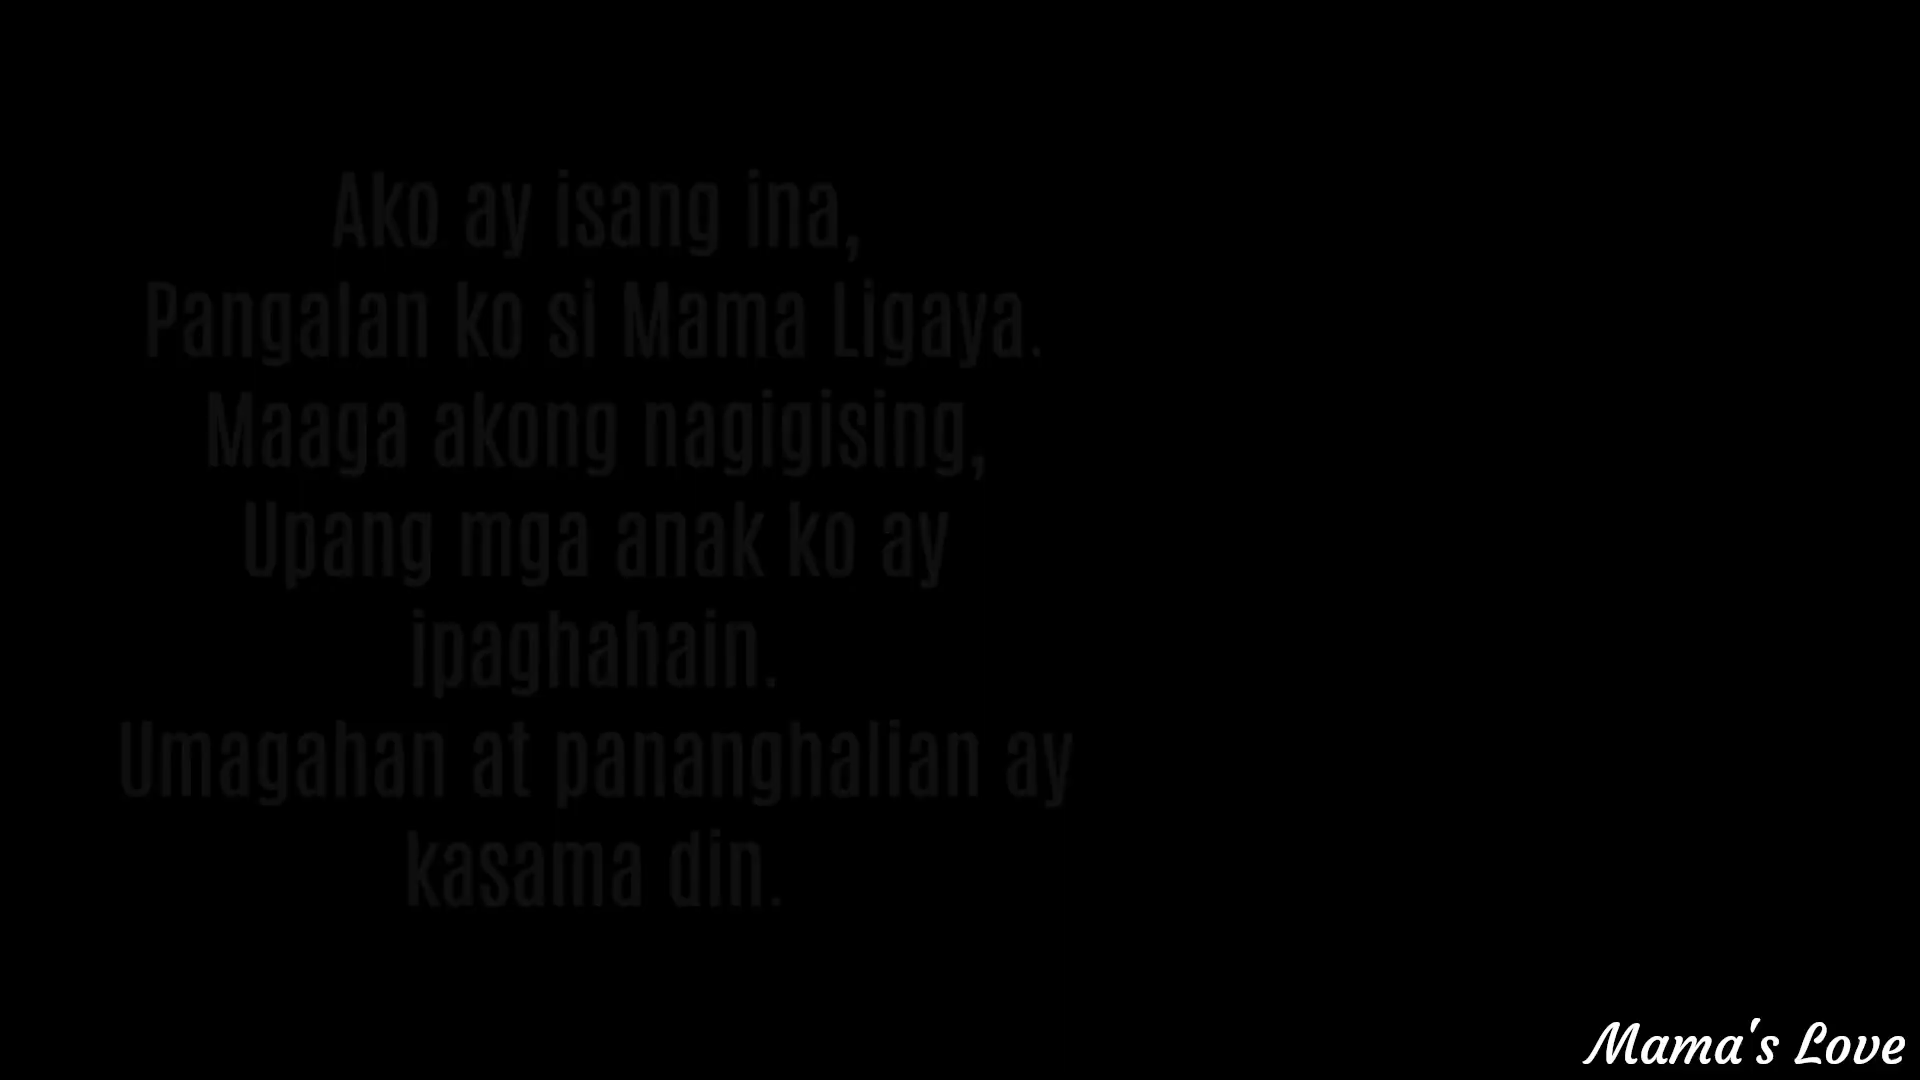 Ako ay isang ina,
Pangalan ko si Mama Ligaya.
Maaga akong nagigising,
Upang mga anak ko ay
ipaghahain.
Umagahan at pananghalian ay
kasama din.
Mama's Love